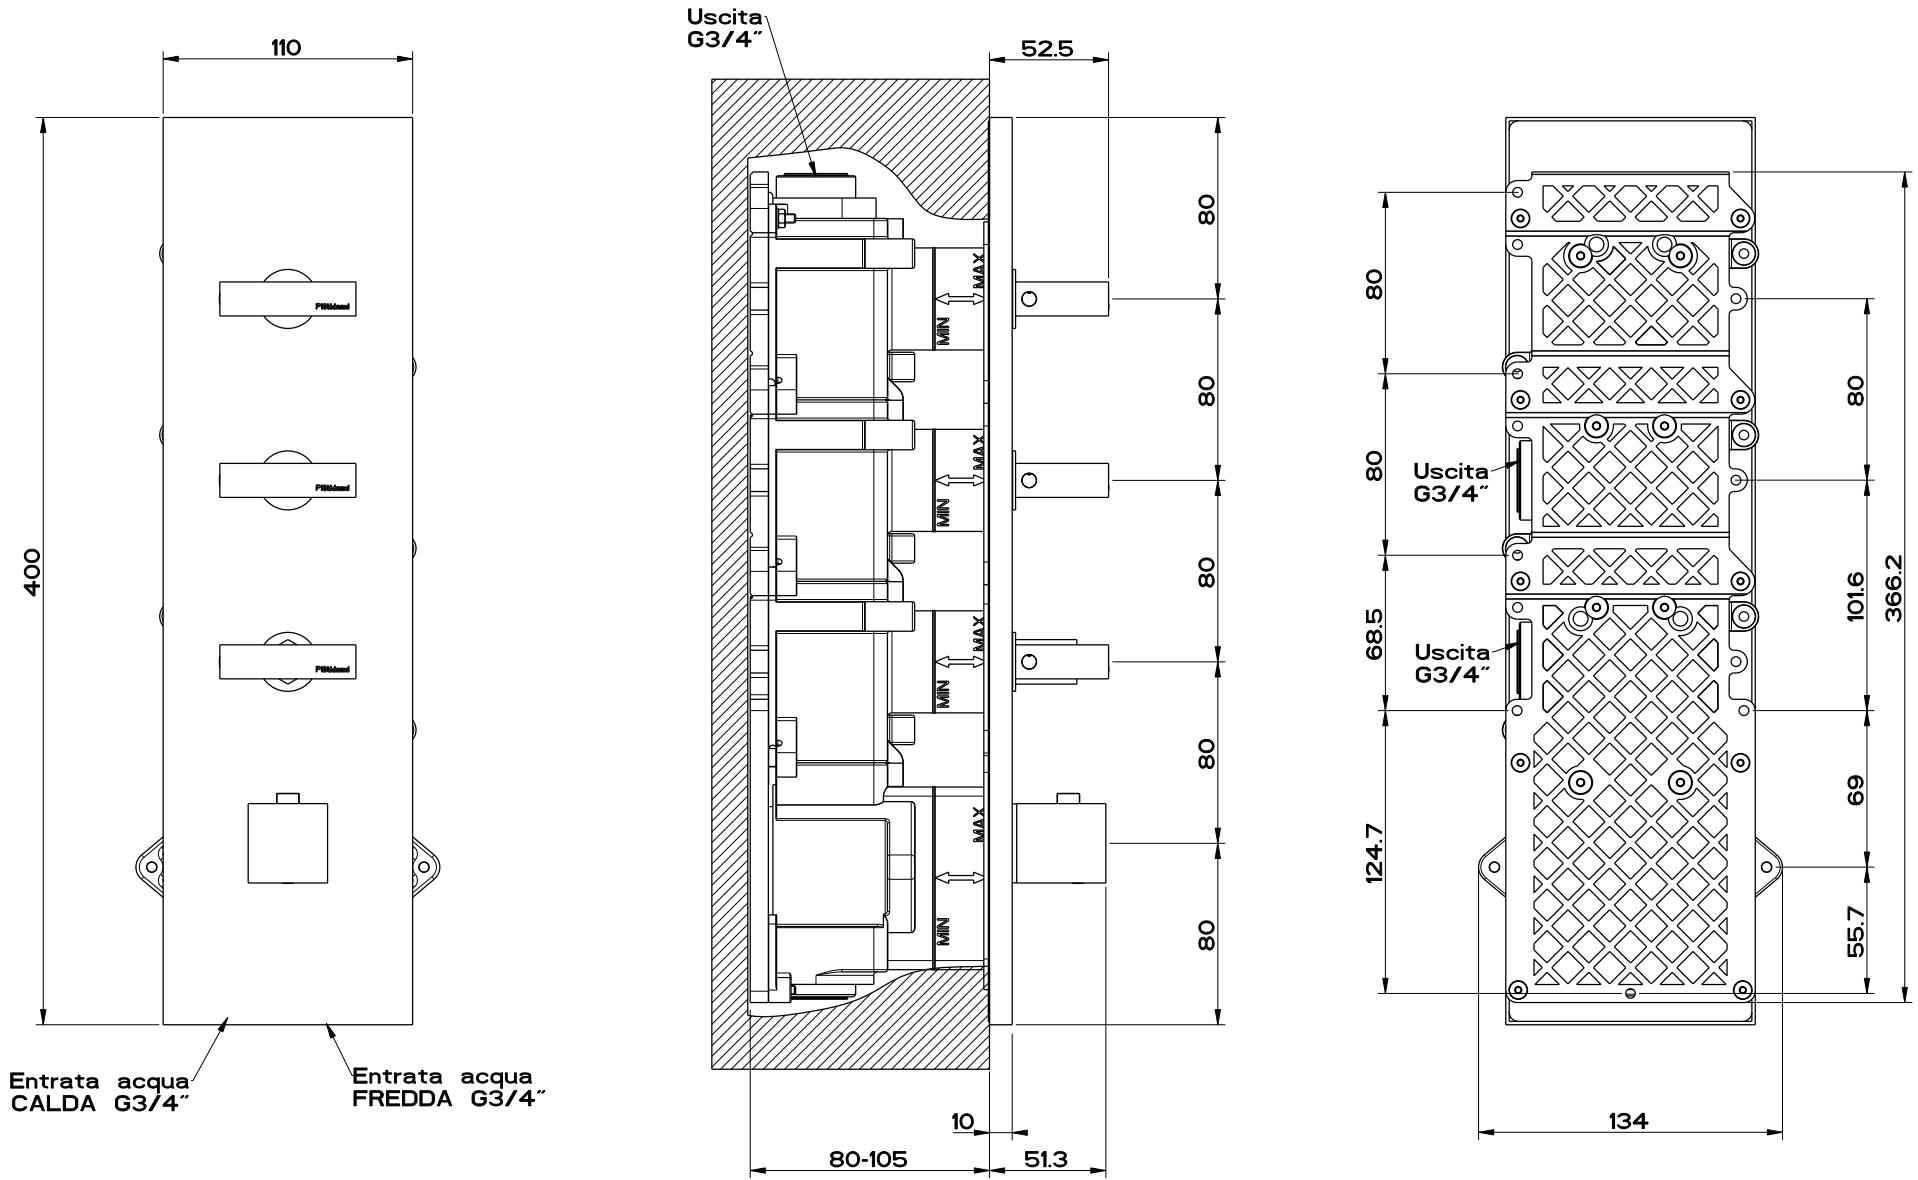 110
400
Entrata acqua
CALDA G3/4"
Entrata acqua
FREDDA G3/4"
Uscita
G3/4"
52.5
80
80
80
80
80
MAX
MIN
MAX
MIN
MAX
MIN
MAX
MIN
10
80-105
51.3
80
80
68.5
124.7
Uscita
G3/4"
Uscita
G3/4"
80
101.6
69
55.7
366.2
134